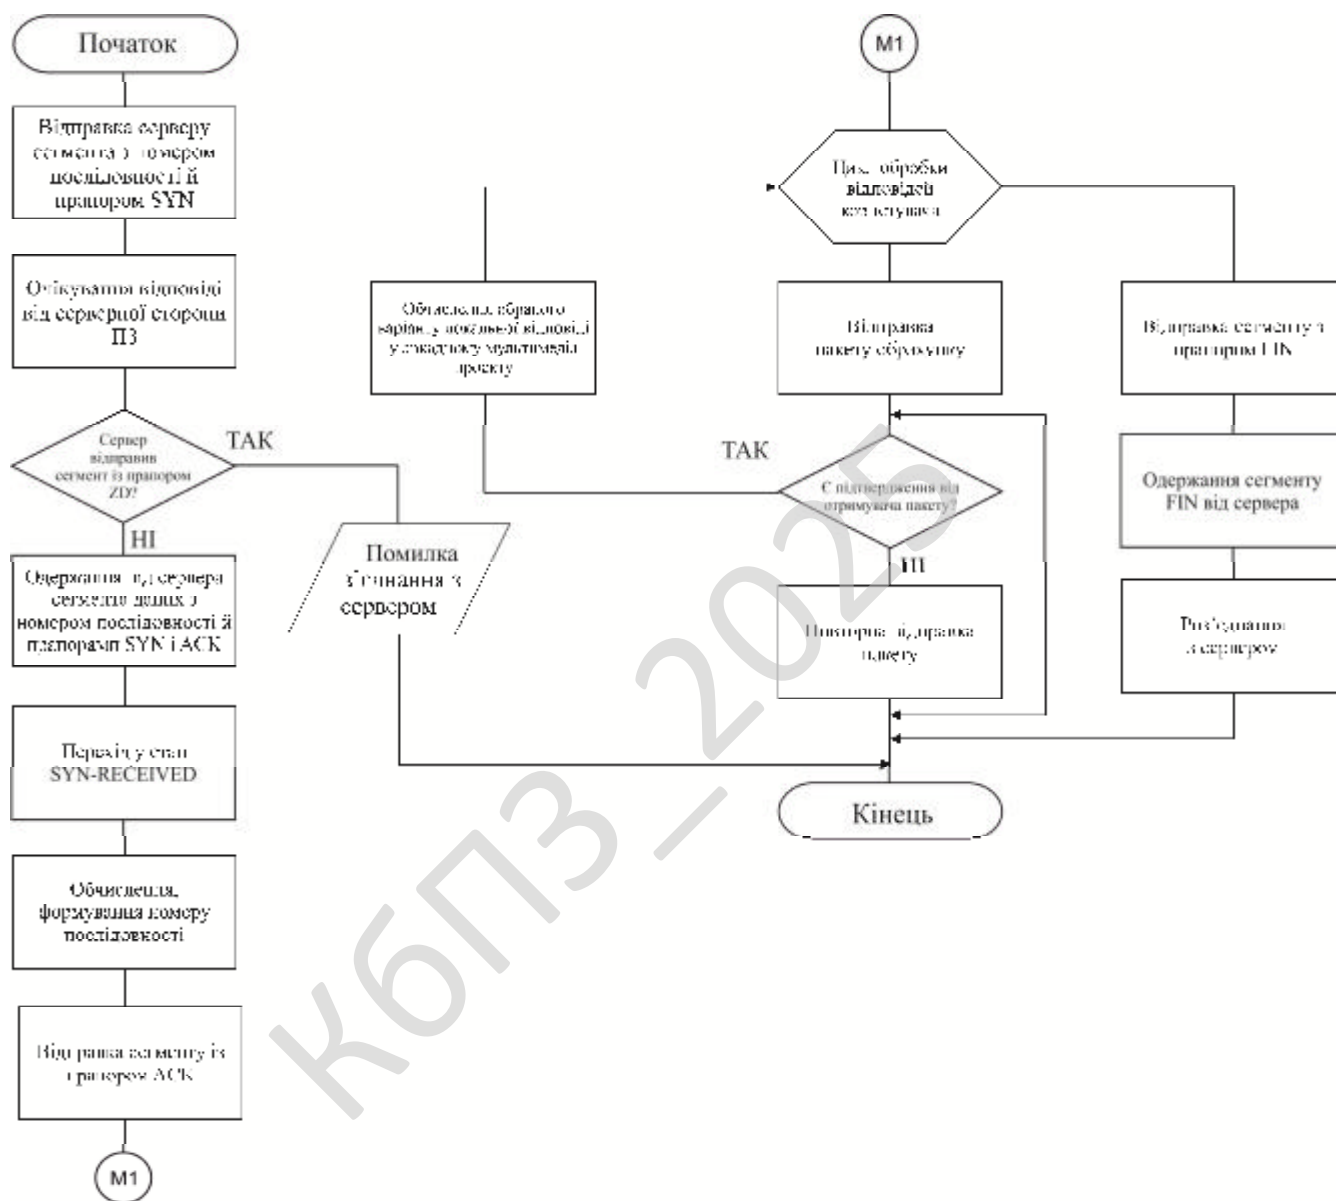 Початок
Відправка серверу
сегмента з номером
послідовності й
прапором SYN
Очікування відповіді
від серверної сторони
ПЗ
Сервер
відправив
сегмент із прапором
ZD?
ТАК
НІ
Помилка
з'єднання з
сервером
Одержання від сервера
сегмента даних з
номером послідовності й
прапорами SYN і ACK
Перехід у стан
SYN-RECEIVED
Обчислення,
формування номеру
послідовності
Відправка сегменту із
прапором ACK
M1
M1
Цикл обробки
відповідей
користувача
Обчислення обраного
варіанту локальної відповіді
у мультимедіа
проекту
Відправка
пакету обрахунку
Відправка сегменту з
прапором FIN
ТАК
Є підтвердження від
отримувача пакету?
НІ
Одержання сегменту
FIN від сервера
Повторна відправка
пакету
Роз'єднання
з сервером
Кінець
КбПЗ_2025